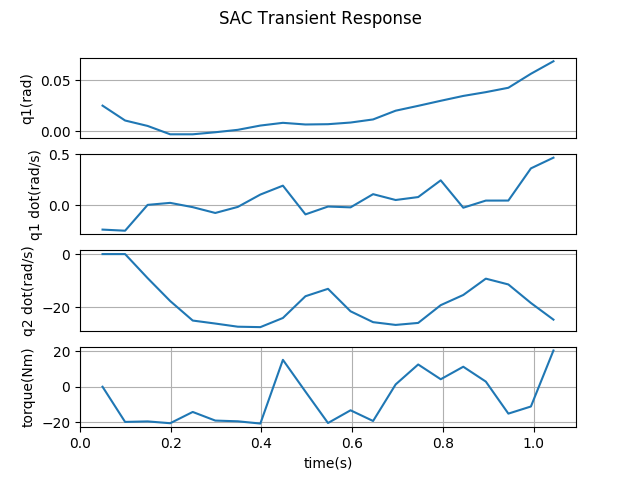 SAC Transient Response
0.05
0.00
q1(rad)
0.5
0.0
q1 dot(rad/s)
0
−20
q2 dot(rad/s)
20
0
−20
torque(Nm)
0.0 0.2 0.4 0.6 0.8 1.0
time(s)